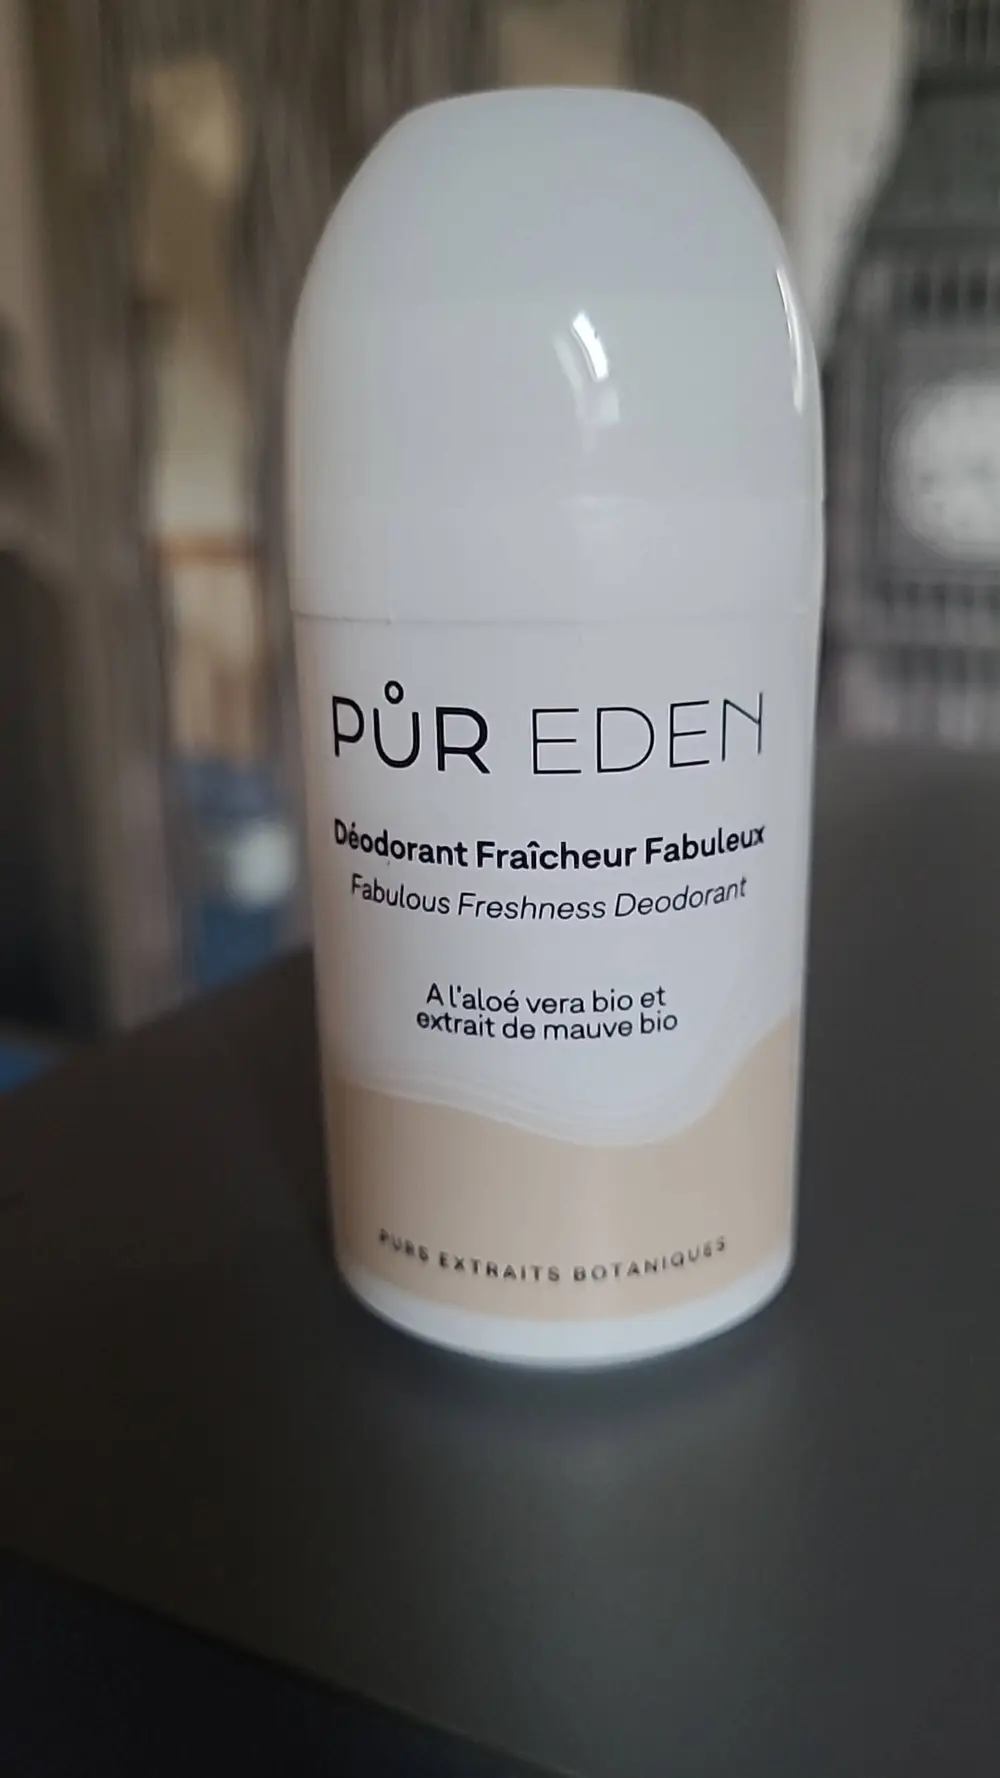 PŮR EDEN
Déodorant Fraîcheur Fabuleux
Fabulous Freshness Deodorant
A l'aloé vera bio et
extrait de mauve bio
PURS EXTRAITS BOTANIQUES